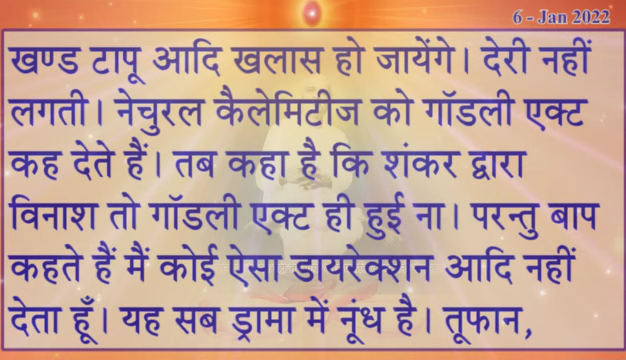 6 - Jan 2022
खण्ड टापू आदि खलास हो जायेंगे। देरी नहीं
लगती। नेचुरल कैलेमिटीज को गॉडली एक्ट
कह देते हैं। तब कहा है कि शंकर द्वारा
विनाश तो गॉडली एक्ट ही हुई ना। परन्तु बाप
कहते हैं मैं कोई ऐसा डायरेक्शन आदि नहीं
देता हूँ। यह सब ड्रामा में नूंध है। तूफान,